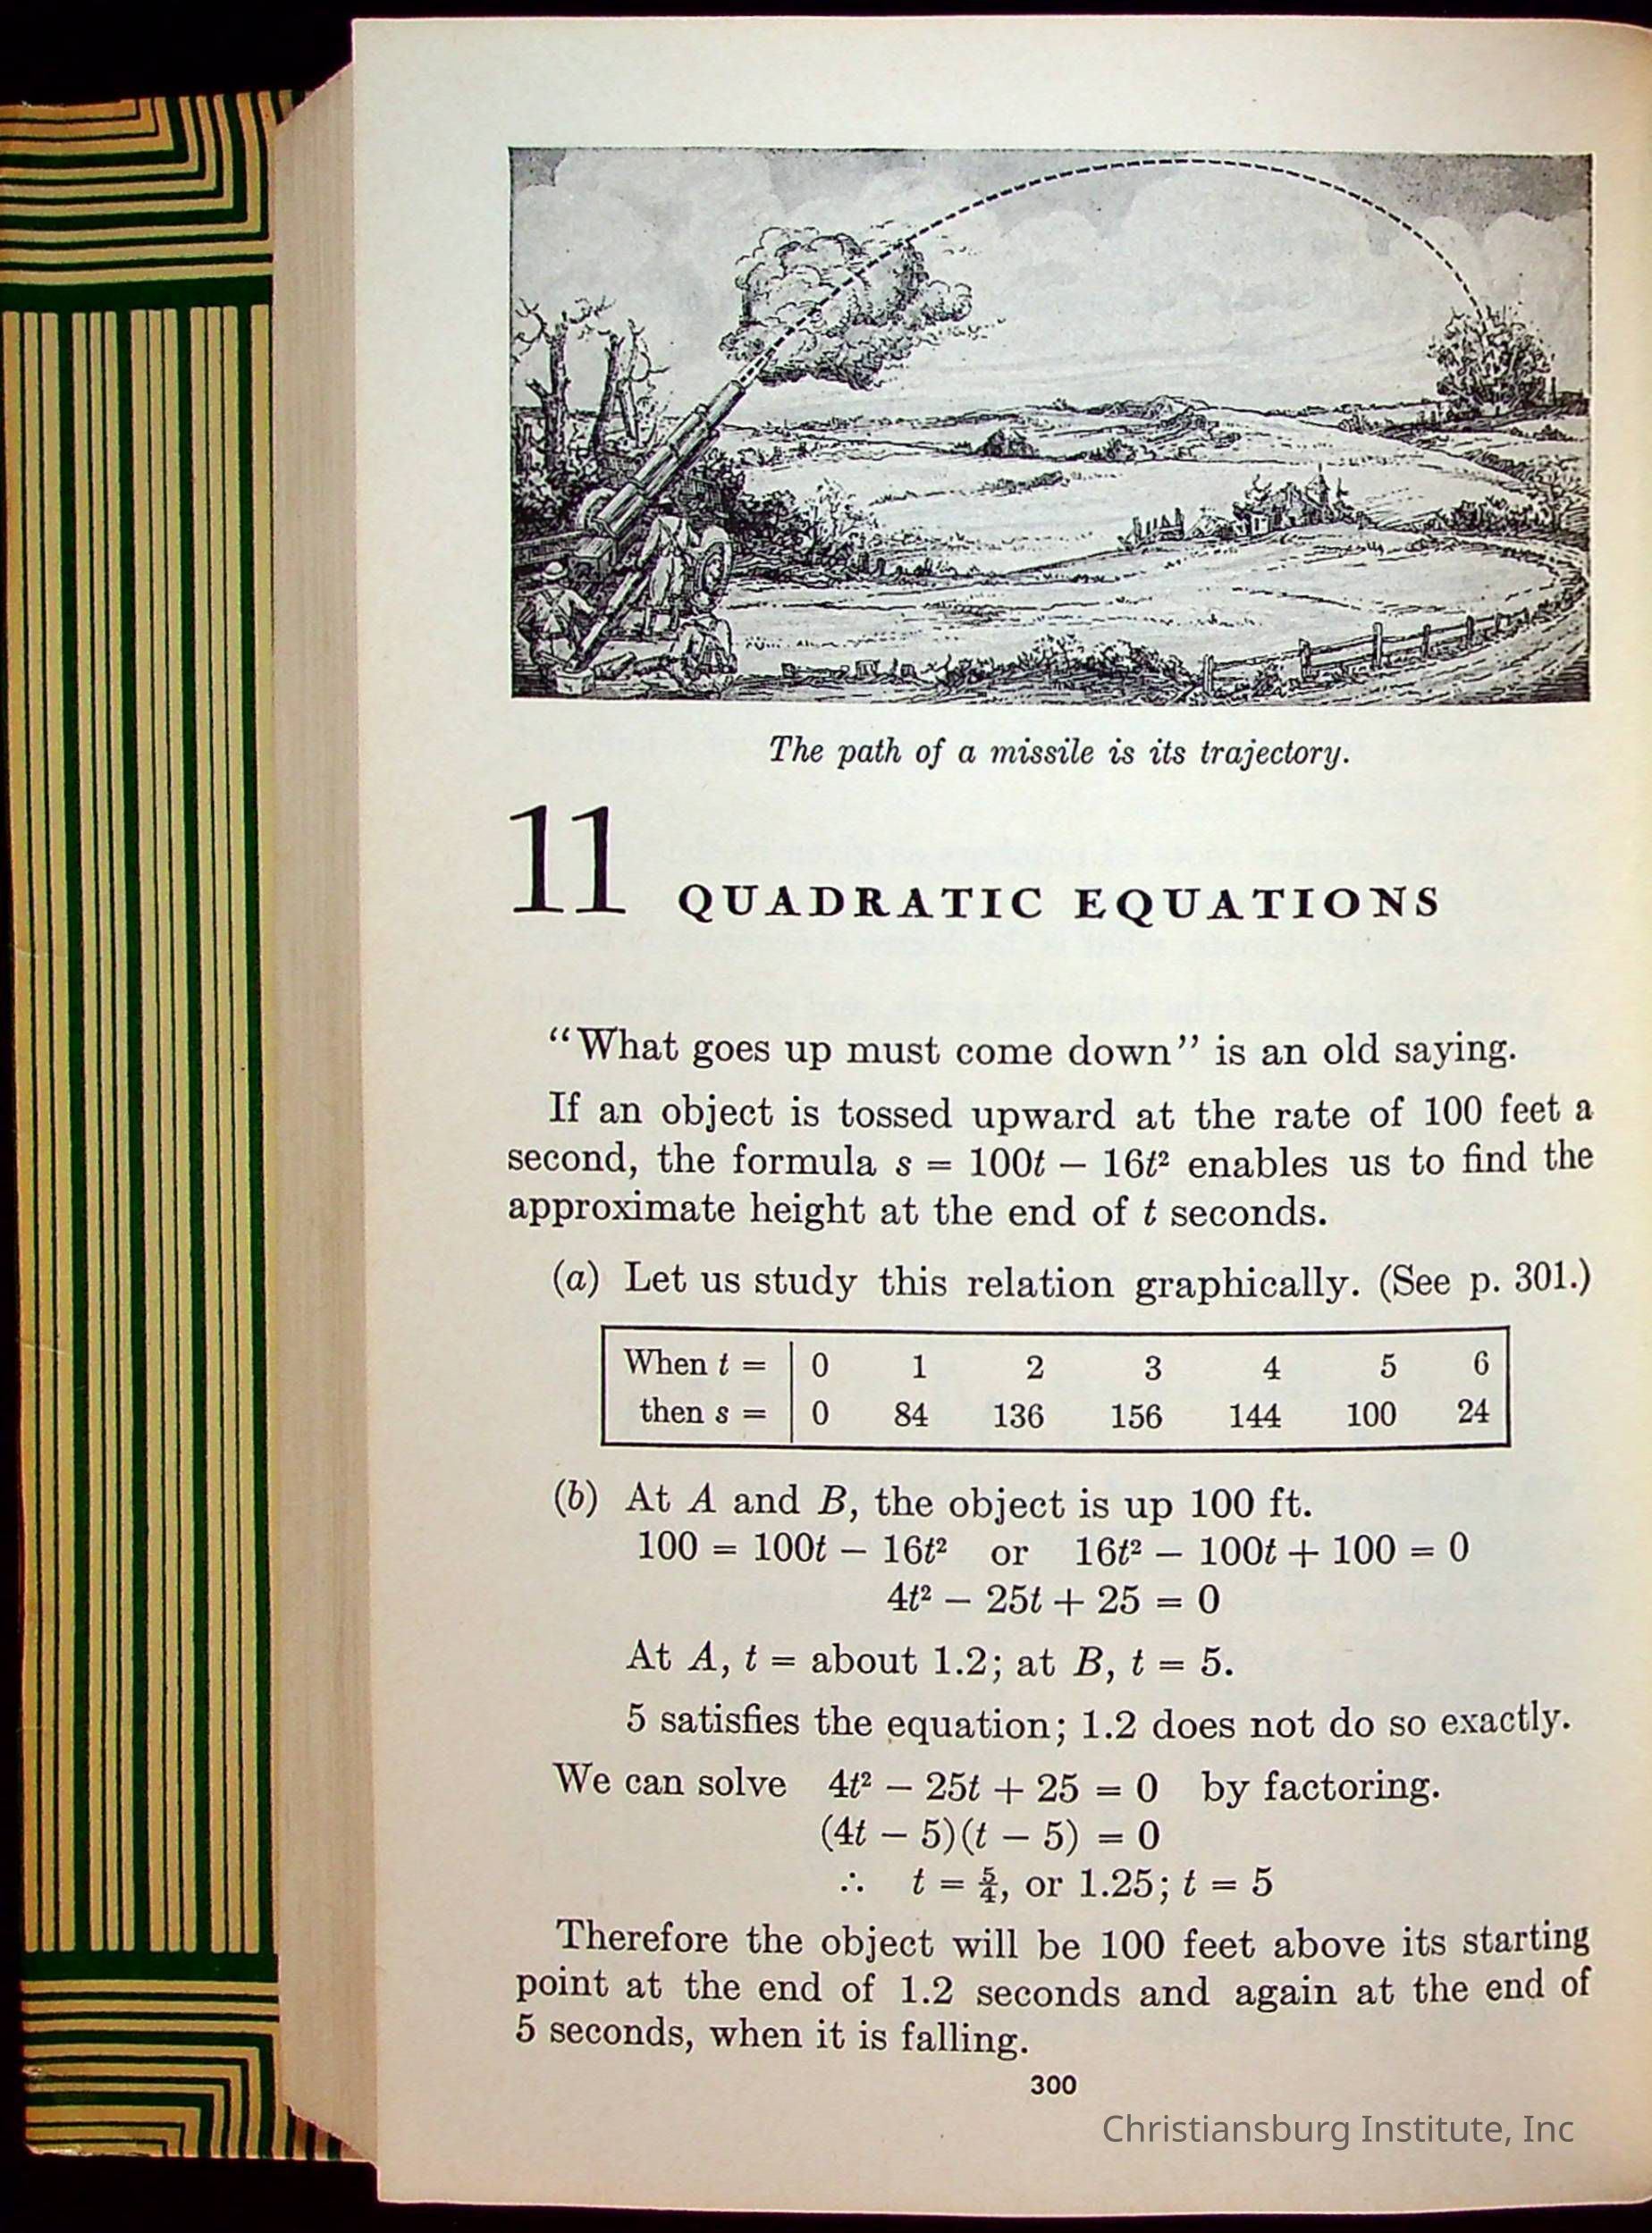 The path of a missile is its trajectory.
11 QUADRATIC EQUATIONS
“What goes up must come down” is an old saying.
If an object is tossed upward at the rate of 100 feet a
second, the formula s = 100t − 16t² enables us to find the
approximate height at the end of t seconds.
(a) Let us study this relation graphically. (See p. 301.)
When t = 0 1 2 3 4 5 6
then s = 0 84 136 156 144 100 24
(b) At A and B, the object is up 100 ft.
100 = 100t − 16t² or 16t² − 100t + 100 = 0
4t² − 25t + 25 = 0
At A, t = about 1.2; at B, t = 5.
5 satisfies the equation; 1.2 does not do so exactly.
We can solve 4t² − 25t + 25 = 0 by factoring.
(4t − 5)(t − 5) = 0
∴ t = 5/4, or 1.25; t = 5
Therefore the object will be 100 feet above its starting
point at the end of 1.2 seconds and again at the end of
5 seconds, when it is falling.
300
Christiansburg Institute, Inc